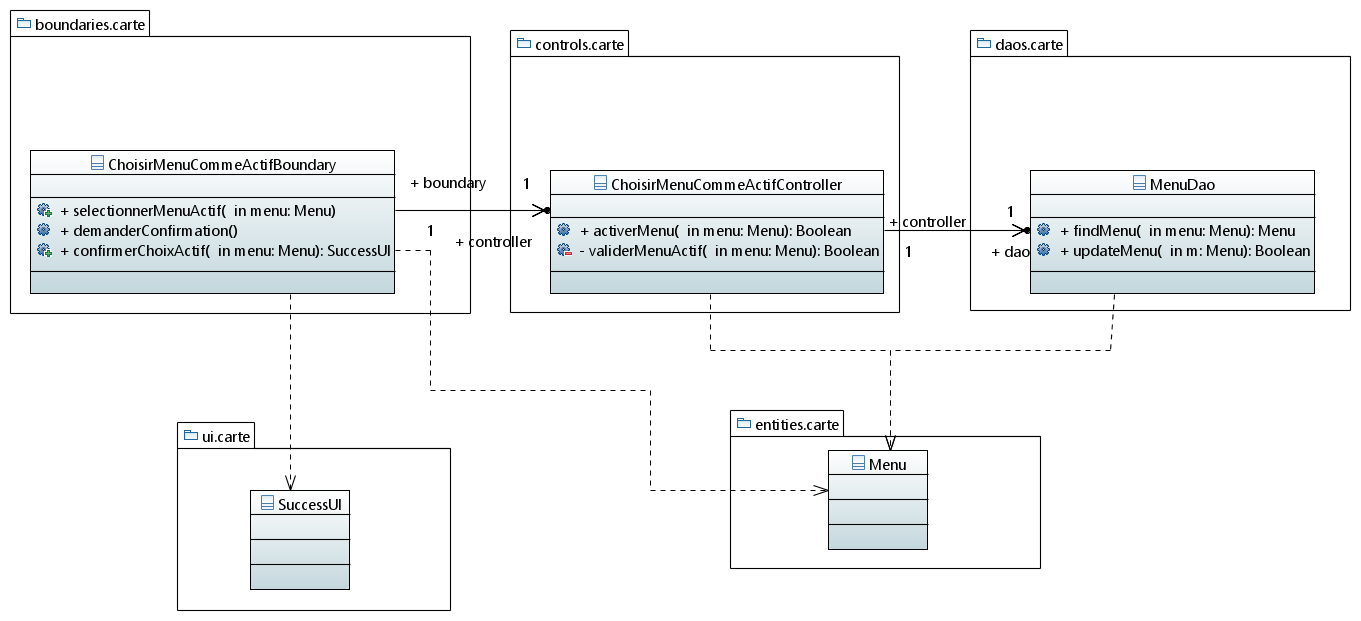 boundaries.carte
ChoisirMenuCommeActifBoundary
+ selectionnerMenuActif( in menu: Menu)
+ demanderConfirmation()
+ confirmerChoixActif( in menu: Menu): SuccessUI
+ boundary
1
1
+ controller
controls.carte
ChoisirMenuCommeActifController
+ activerMenu( in menu: Menu): Boolean
- validerMenuActif( in menu: Menu): Boolean
+ controller
1
1
+ dao
daos.carte
MenuDao
+ findMenu( in menu: Menu): Menu
+ updateMenu( in m: Menu): Boolean
ui.carte
SuccessUI
entities.carte
Menu